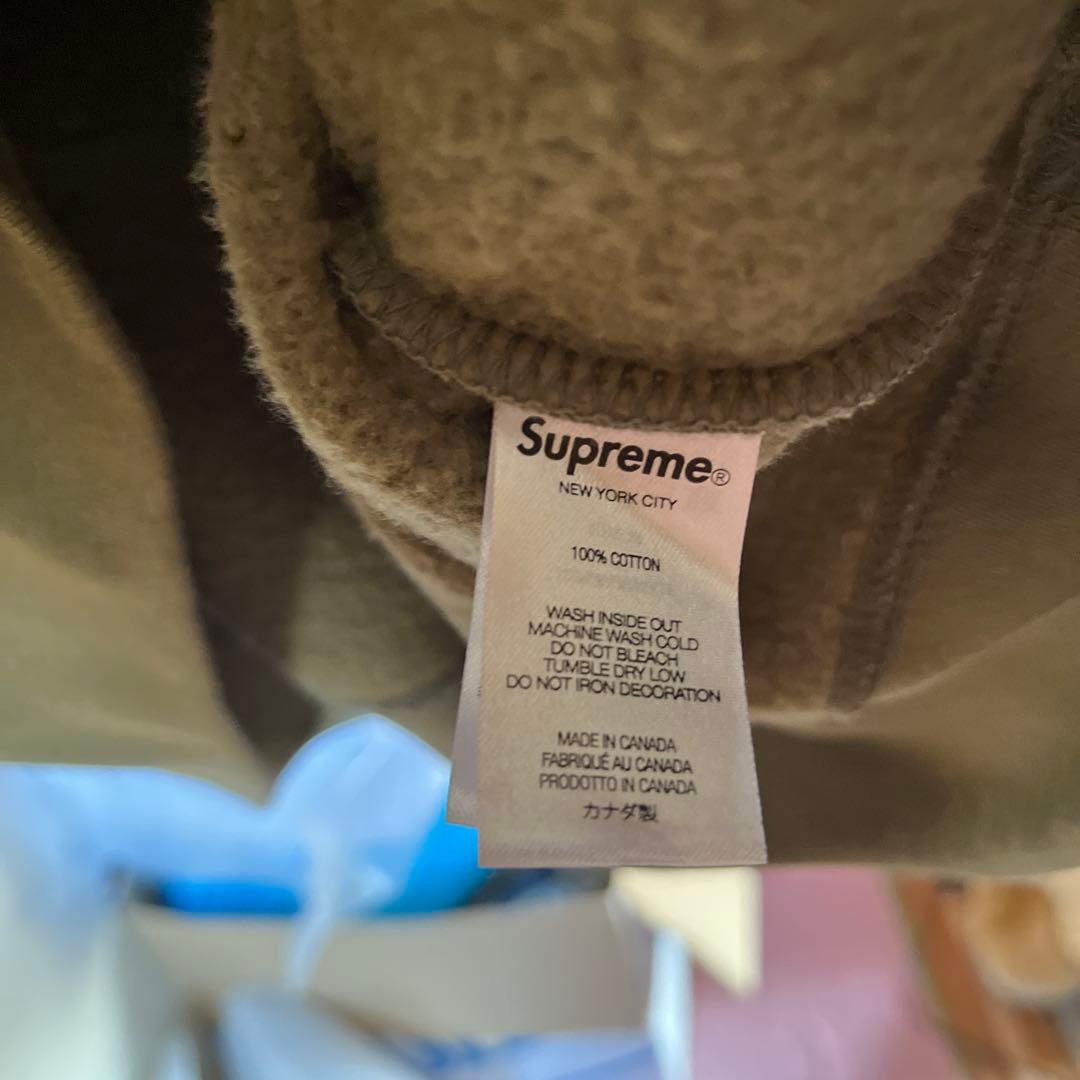 Supreme®
NEW YORK CITY
100% COTTON
WASH INSIDE OUT
MACHINE WASH COLD
DO NOT BLEACH
TUMBLE DRY LOW
DO NOT IRON DECORATION
MADE IN CANADA
FABRIQUÉ AU CANADA
PRODOTTO IN CANADA
カナダ製